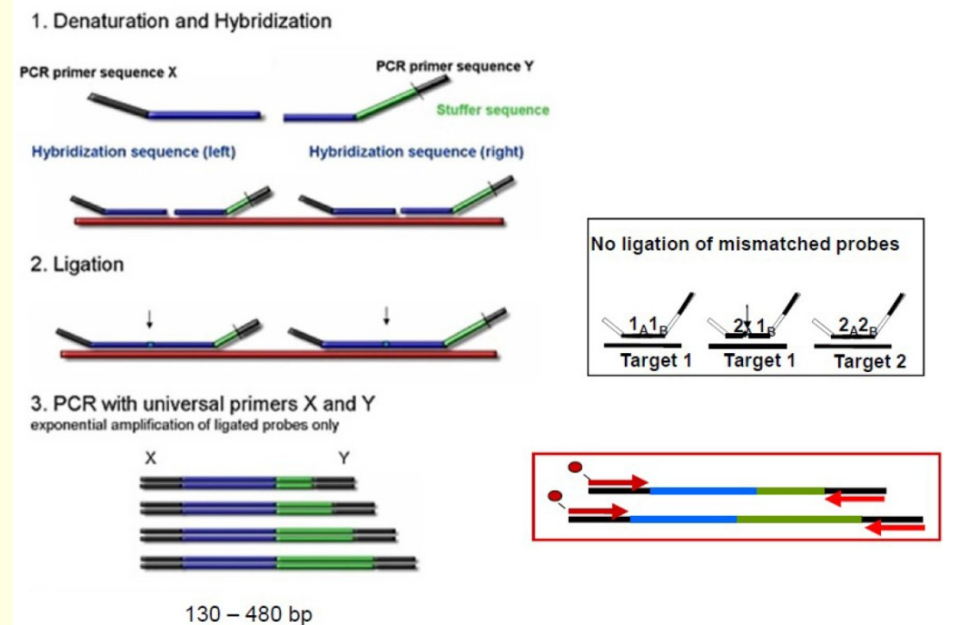 1. Denaturation and Hybridization
PCR primer sequence X
PCR primer sequence Y
Stuffer sequence
Hybridization sequence (left)
Hybridization sequence (right)
2. Ligation
No ligation of mismatched probes
1A1B
2A1B
2A2B
Target 1
Target 1
Target 2
3. PCR with universal primers X and Y
exponential amplification of ligated probes only
X
Y
130 – 480 bp